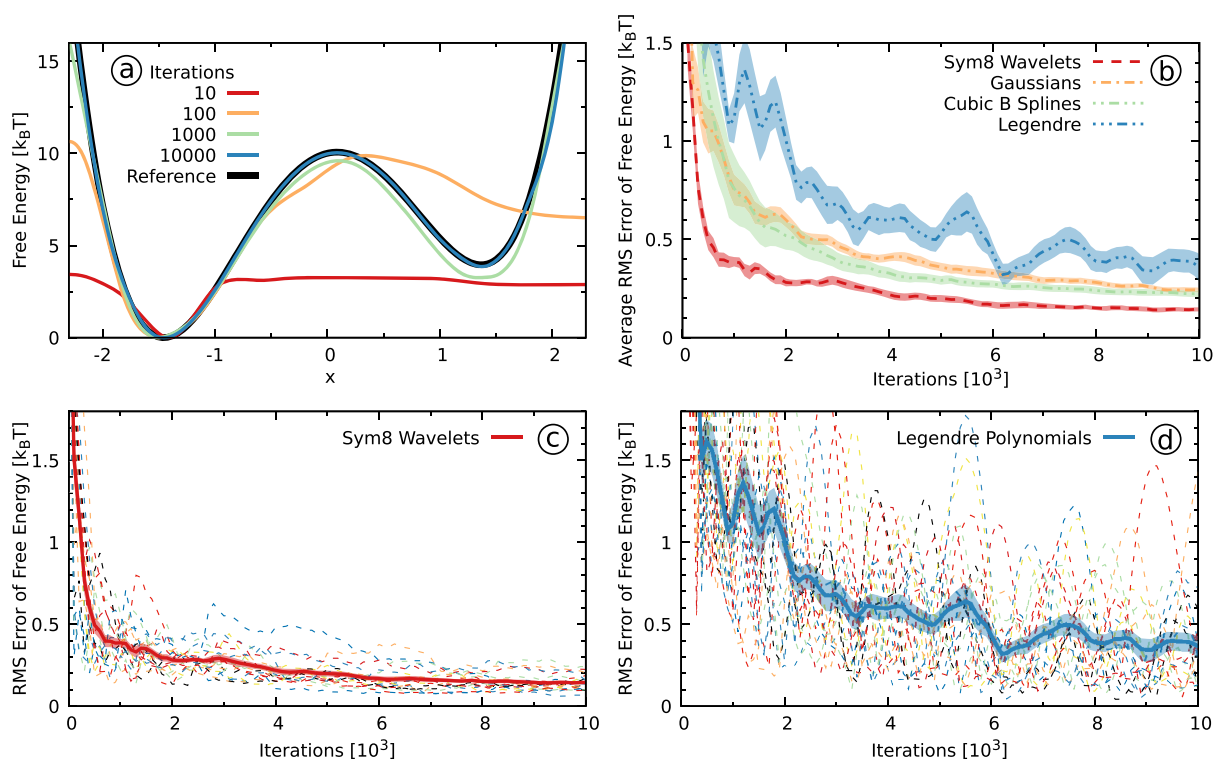 15
10
5
0
Free Energy [kBT]
a Iterations
10
100
1000
10000
Reference
-2 -1 0 1 2
x
1.5
1
0.5
0
Average RMS Error of Free Energy [kBT]
b
Sym8 Wavelets
Gaussians
Cubic B Splines
Legendre
0 2 4 6 8 10
Iterations [10³]
1.5
1
0.5
0
RMS Error of Free Energy [kBT]
Sym8 Wavelets c
0 2 4 6 8 10
Iterations [10³]
1.5
1
0.5
0
RMS Error of Free Energy [kBT]
Legendre Polynomials d
0 2 4 6 8 10
Iterations [10³]